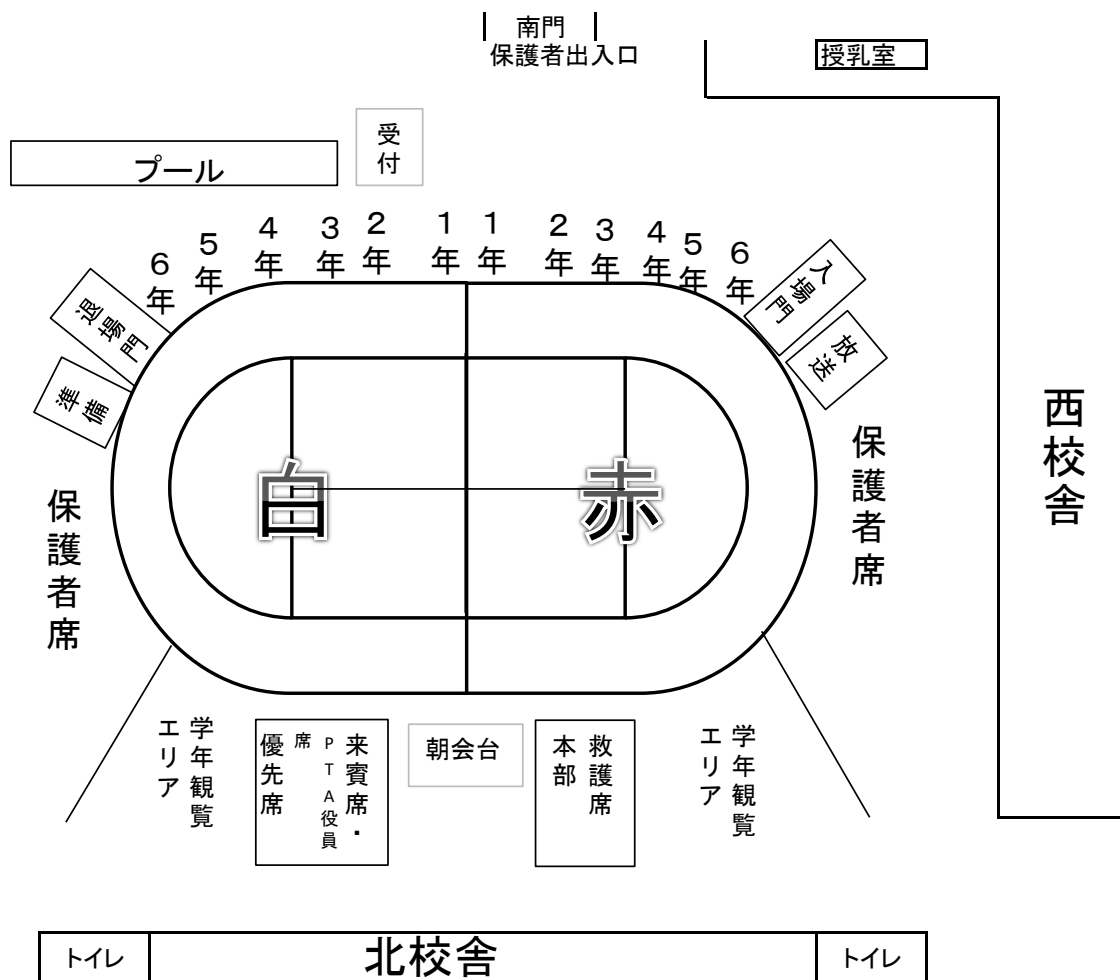 南門
保護者出入口
授乳室
受付
プール
6年
5年
4年
3年
2年
1年
1年
2年
3年
4年
5年
6年
退場門
準備
入場門
放送
西校舎
保護者席
保護者席
白
赤
学年観覧
エリア
来賓席・
PTA役員
席
優先席
朝会台
救護席
本部
学年観覧
エリア
トイレ
北校舎
トイレ